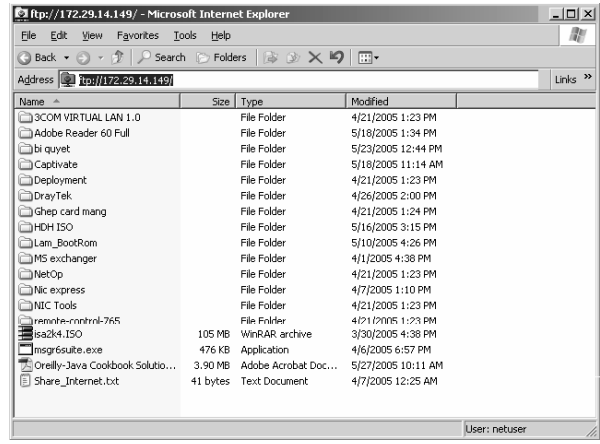 ftp://172.29.14.149/ - Microsoft Internet Explorer
File Edit View Favorites Tools Help
Back Search Folders
Address ftp://172.29.14.149/ Links »
Name Size Type Modified
3COM VIRTUAL LAN 1.0 File Folder 4/21/2005 1:23 PM
Adobe Reader 60 Full File Folder 5/18/2005 1:34 PM
bi quyet File Folder 5/23/2005 12:44 PM
Captivate File Folder 5/18/2005 11:14 AM
Deployment File Folder 4/21/2005 1:23 PM
DrayTek File Folder 4/26/2005 2:00 PM
Ghep card mang File Folder 4/21/2005 1:24 PM
HDH ISO File Folder 5/16/2005 3:15 PM
Lam_BootRom File Folder 5/10/2005 4:26 PM
MS exchanger File Folder 4/1/2005 4:38 PM
NetOp File Folder 4/21/2005 1:23 PM
Nic express File Folder 4/7/2005 1:10 PM
NIC Tools File Folder 4/21/2005 1:23 PM
remote-control-765 File Folder 4/21/2005 1:23 PM
isa2k4.ISO 105 MB WinRAR archive 3/30/2005 4:38 PM
msgr6suite.exe 476 KB Application 4/6/2005 6:57 PM
Oreilly-Java Cookbook Solutio... 3.90 MB Adobe Acrobat Doc... 5/27/2005 10:11 AM
Share_Internet.txt 41 bytes Text Document 4/7/2005 12:25 AM
User: netuser